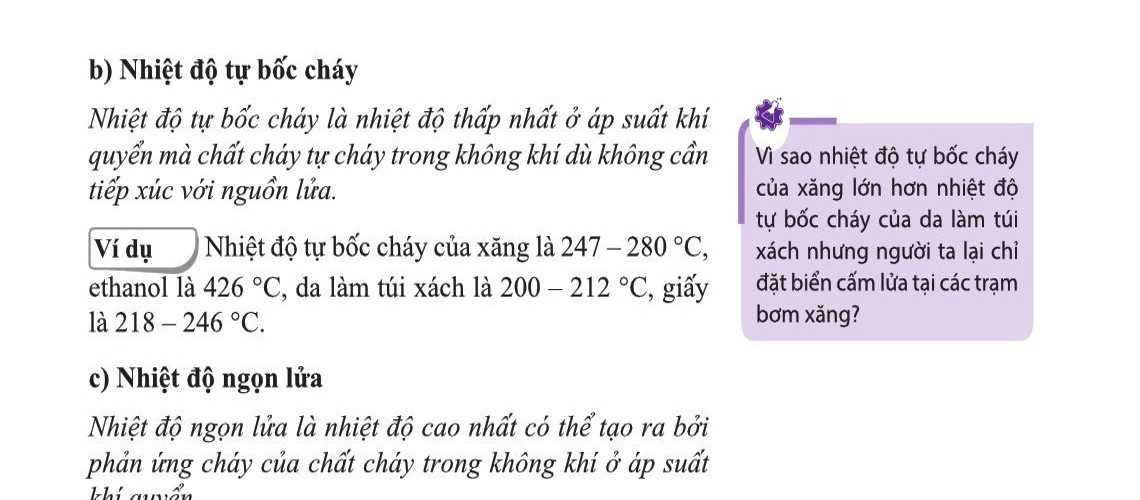 b) Nhiệt độ tự bốc cháy
Nhiệt độ tự bốc cháy là nhiệt độ thấp nhất ở áp suất khí
quyển mà chất cháy tự cháy trong không khí dù không cần
tiếp xúc với nguồn lửa.
Ví dụ Nhiệt độ tự bốc cháy của xăng là 247 – 280 °C,
ethanol là 426 °C, da làm túi xách là 200 – 212 °C, giấy
là 218 – 246 °C.
c) Nhiệt độ ngọn lửa
Nhiệt độ ngọn lửa là nhiệt độ cao nhất có thể tạo ra bởi
phản ứng cháy của chất cháy trong không khí ở áp suất
khí quyển.
Vì sao nhiệt độ tự bốc cháy
của xăng lớn hơn nhiệt độ
tự bốc cháy của da làm túi
xách nhưng người ta lại chỉ
đặt biển cấm lửa tại các trạm
bơm xăng?